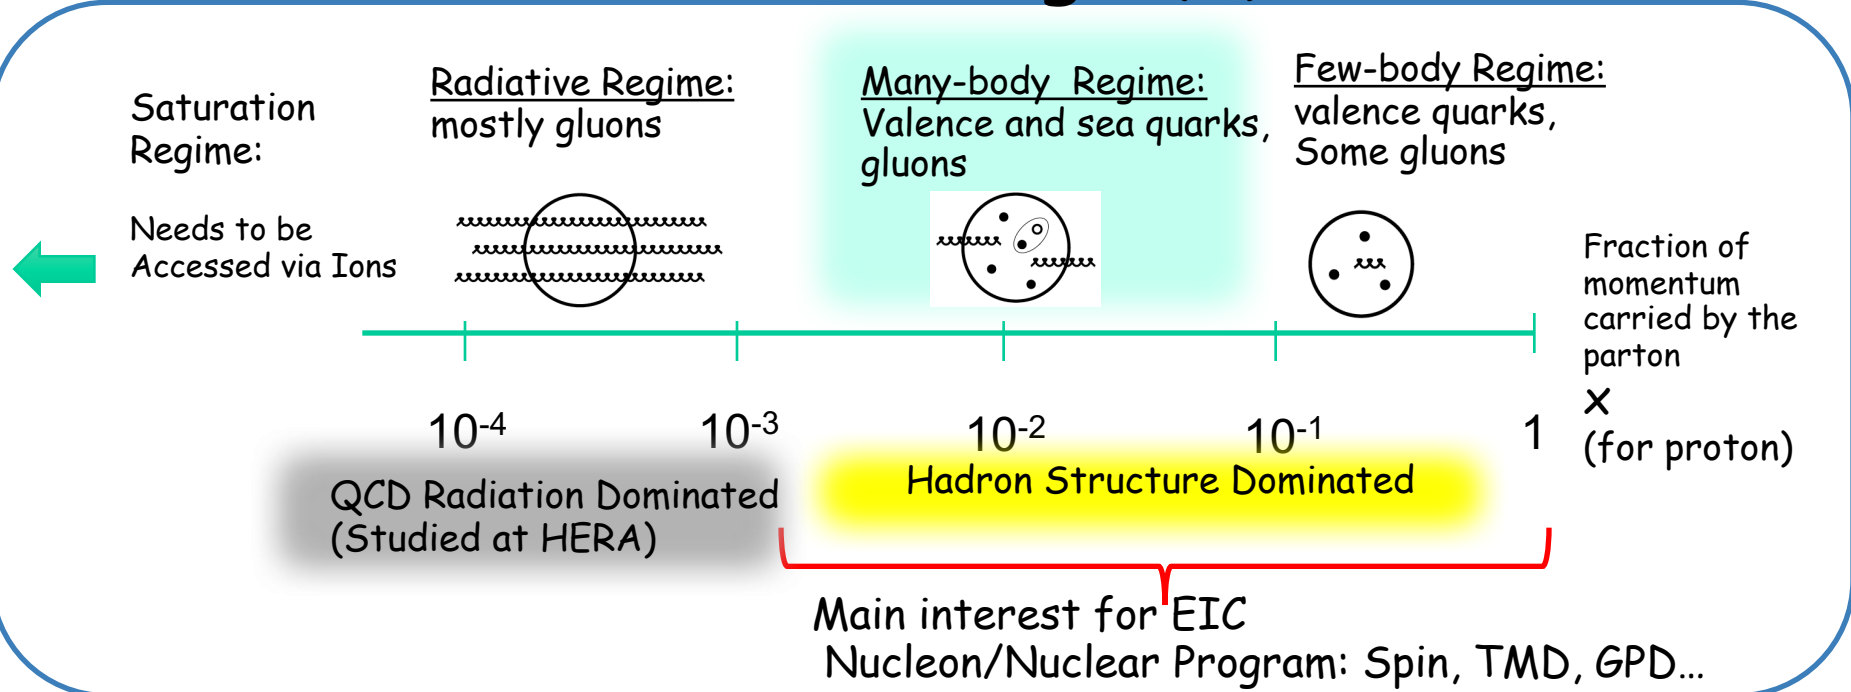 Saturation
Regime:
Needs to be
Accessed via Ions
Radiative Regime:
mostly gluons
Many-body Regime:
Valence and sea quarks,
gluons
Few-body Regime:
valence quarks,
Some gluons
Fraction of
momentum
carried by the
parton
x
(for proton)
10-4
10-3
10-2
10-1
1
QCD Radiation Dominated
(Studied at HERA)
Hadron Structure Dominated
Main interest for EIC
Nucleon/Nuclear Program: Spin, TMD, GPD…